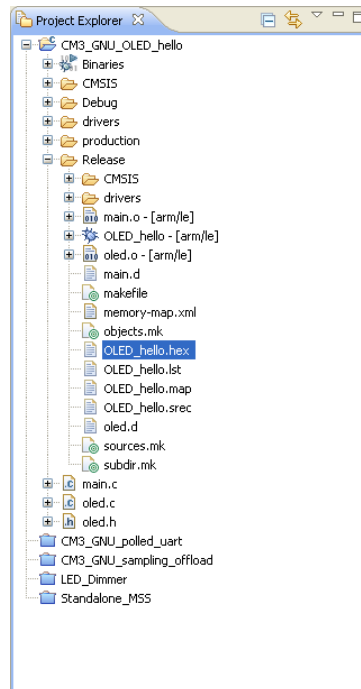 Project Explorer
CM3_GNU_OLED_hello
Binaries
CMSIS
Debug
drivers
production
Release
CMSIS
drivers
main.o - [arm/le]
OLED_hello - [arm/le]
oled.o - [arm/le]
main.d
makefile
memory-map.xml
objects.mk
OLED_hello.hex
OLED_hello.lst
OLED_hello.map
OLED_hello.srec
oled.d
sources.mk
subdir.mk
main.c
oled.c
oled.h
CM3_GNU_polled_uart
CM3_GNU_sampling_offload
LED_Dimmer
Standalone_MSS